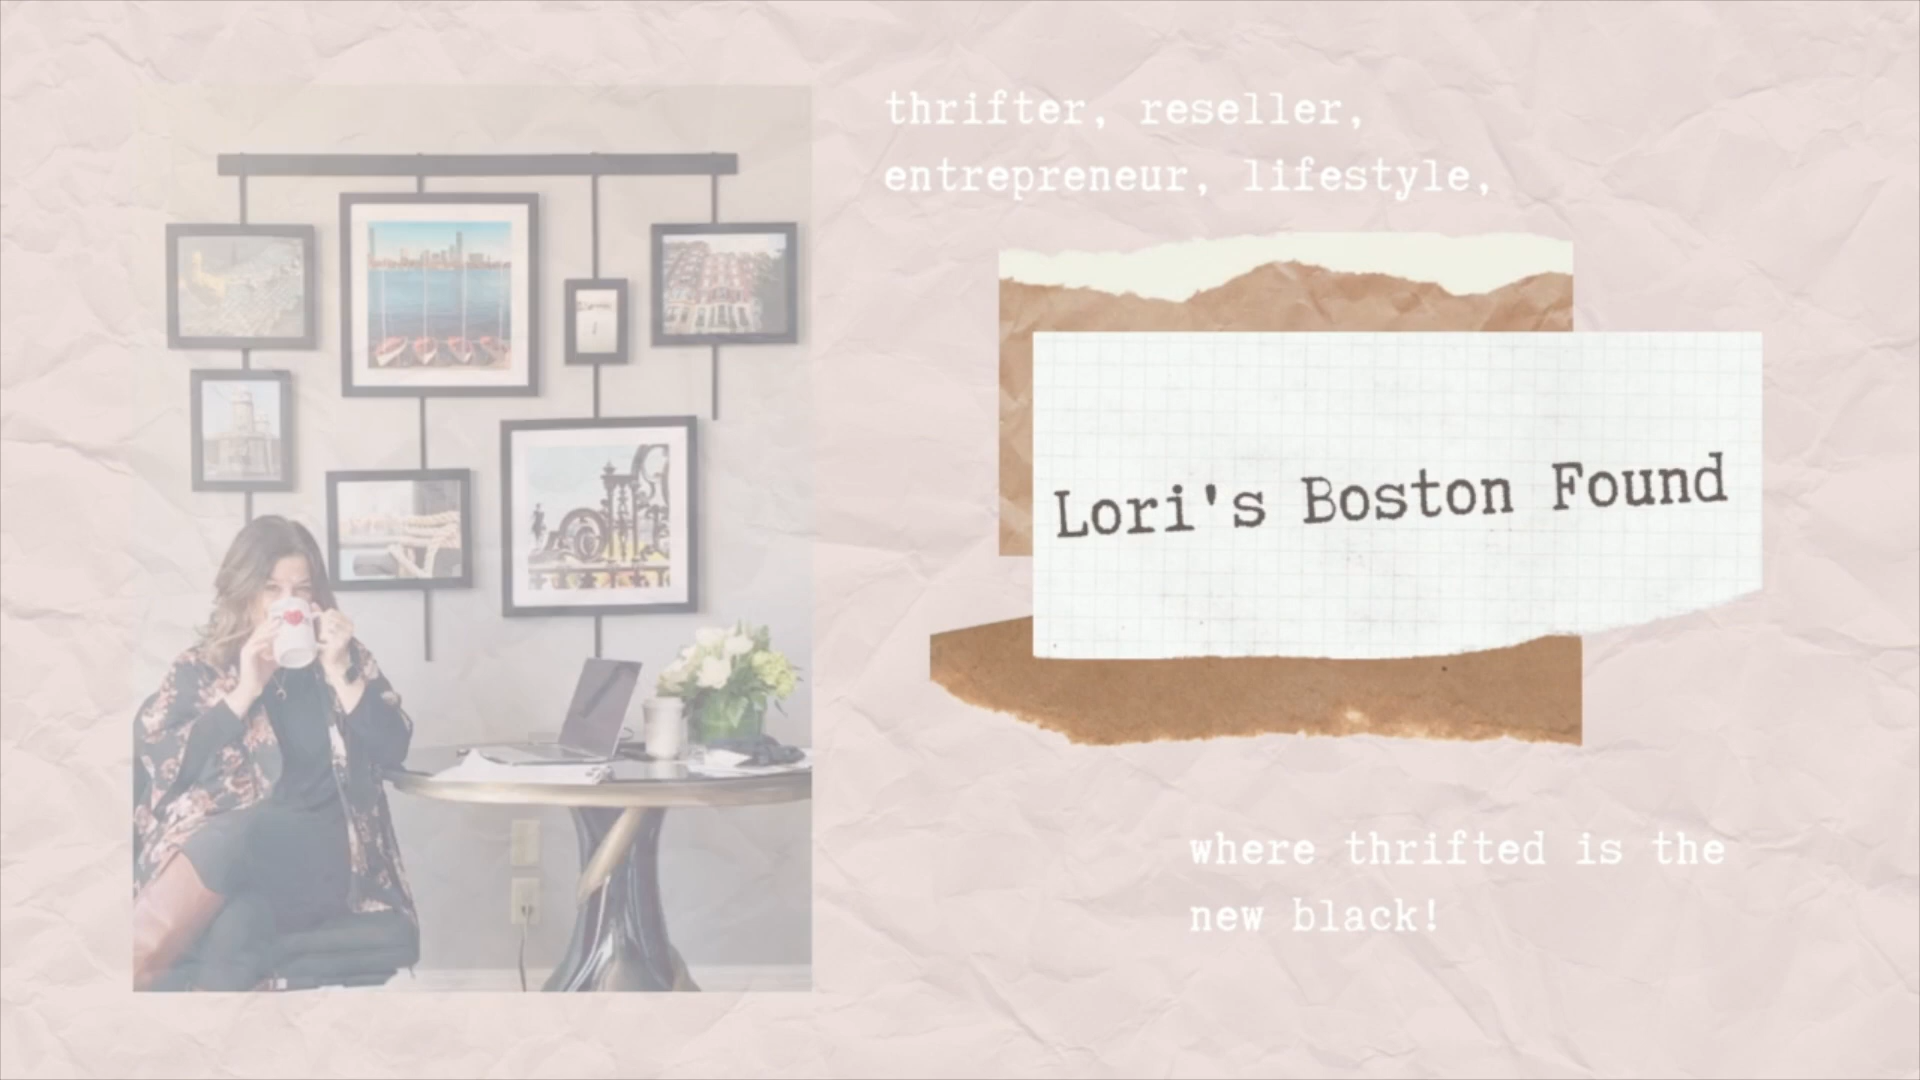 thrifter, reseller,
entrepreneur, lifestyle,
Lori's Boston Found
where thrifted is the
new black!